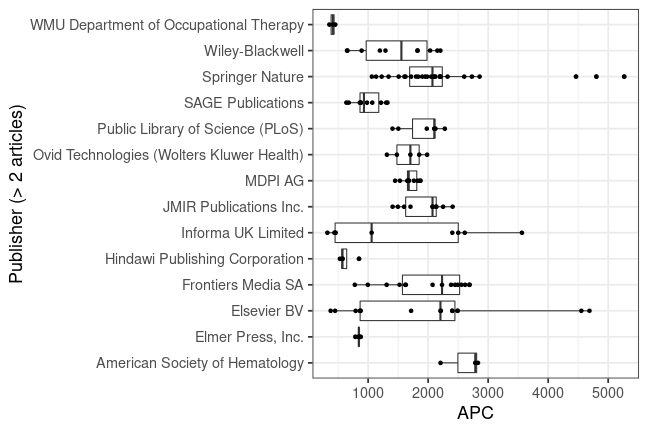 Publisher (> 2 articles)
WMU Department of Occupational Therapy
Wiley-Blackwell
Springer Nature
SAGE Publications
Public Library of Science (PLoS)
Ovid Technologies (Wolters Kluwer Health)
MDPI AG
JMIR Publications Inc.
Informa UK Limited
Hindawi Publishing Corporation
Frontiers Media SA
Elsevier BV
Elmer Press, Inc.
American Society of Hematology
1000 2000 3000 4000 5000
APC